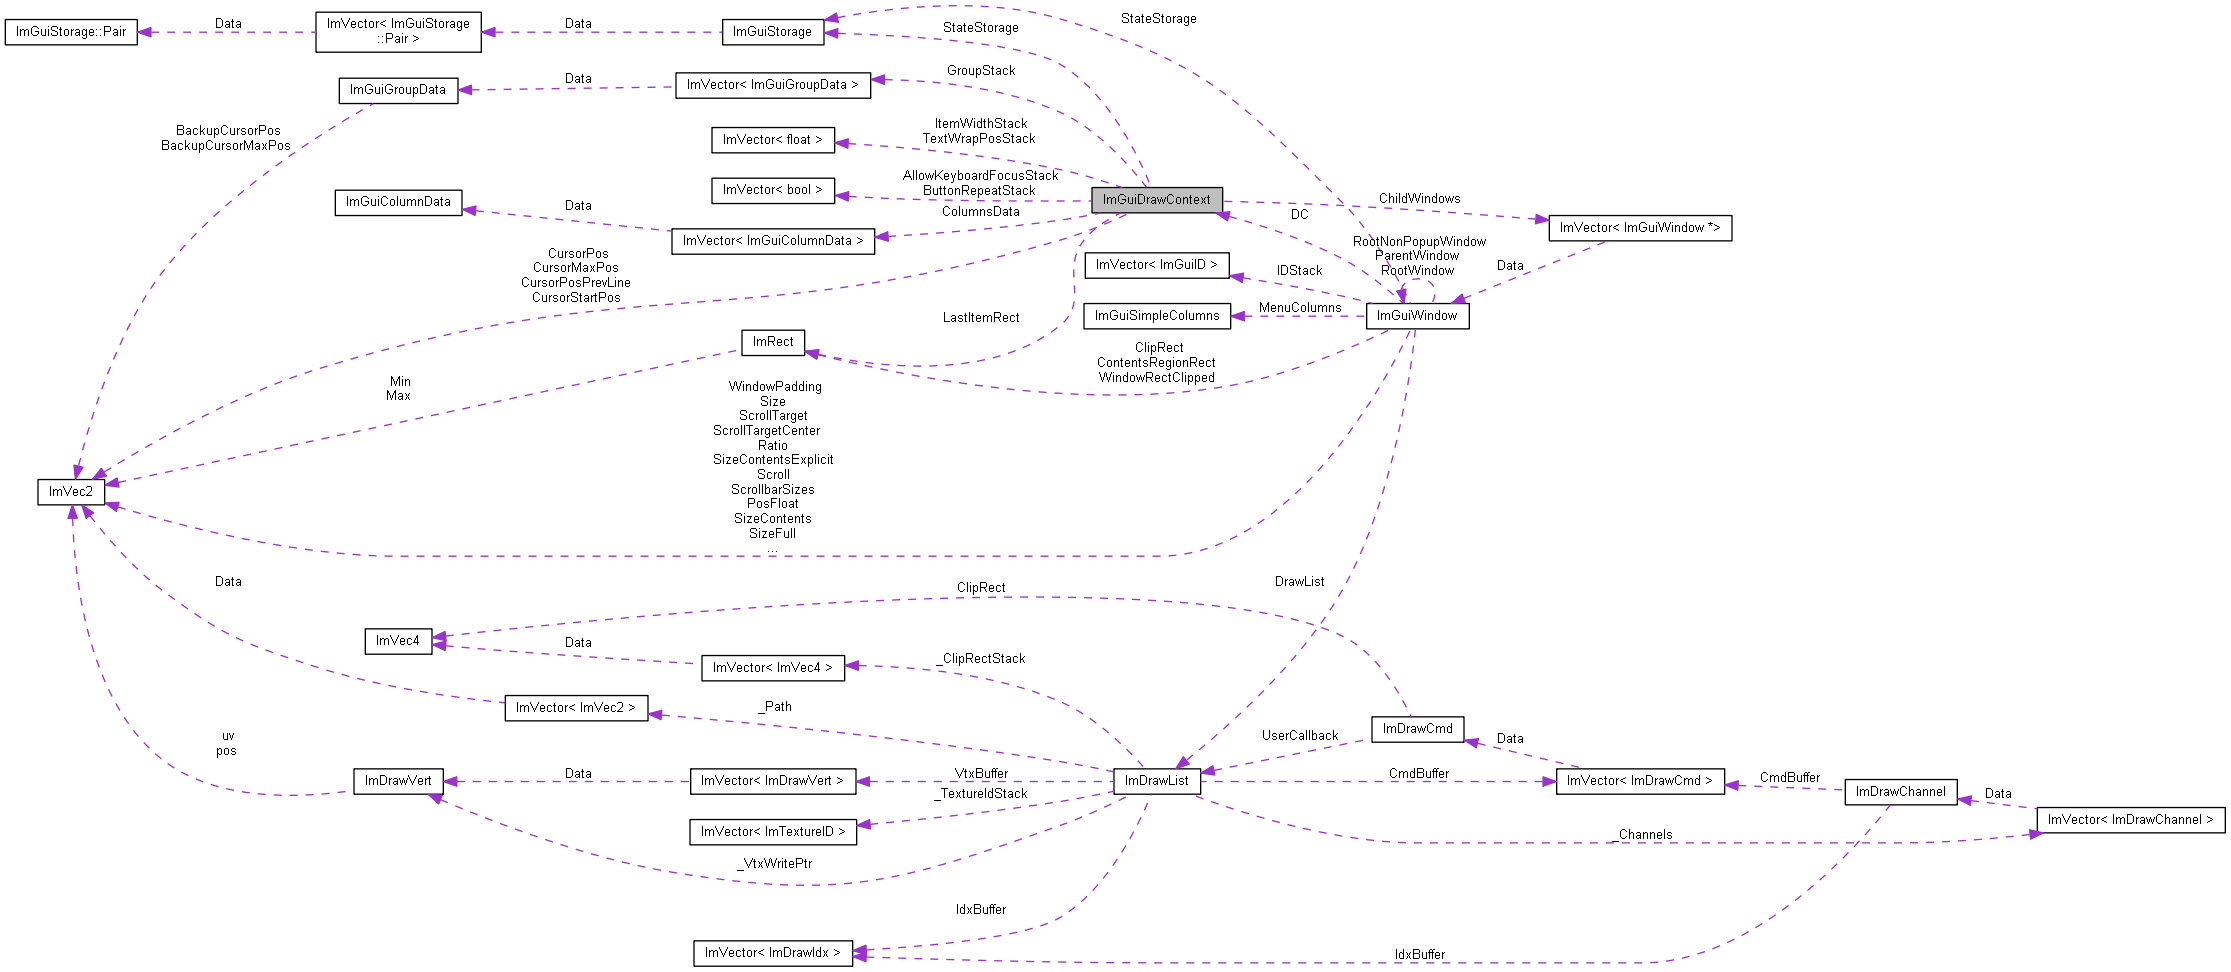 StateStorage
Data
Data
ImGuiStorage::Pair
ImVector< ImGuiStorage
::Pair >
ImGuiStorage
StateStorage
GroupStack
Data
ImGuiGroupData
ImVector< ImGuiGroupData >
BackupCursorPos
BackupCursorMaxPos
ItemWidthStack
TextWrapPosStack
ImVector< float >
AllowKeyboardFocusStack
ButtonRepeatStack
ImVector< bool >
ImGuiDrawContext
ChildWindows
ImGuiColumnData
Data
ColumnsData
ImVector< ImGuiColumnData >
DC
ImVector< ImGuiWindow *>
RootNonPopupWindow
ParentWindow
RootWindow
Data
CursorPos
CursorMaxPos
CursorPosPrevLine
CursorStartPos
ImVector< ImGuiID >
IDStack
ImGuiSimpleColumns
MenuColumns
ImGuiWindow
LastItemRect
ImRect
ClipRect
ContentsRegionRect
WindowRectClipped
Min
Max
WindowPadding
Size
ScrollTarget
ScrollTargetCenter
Ratio
SizeContentsExplicit
Scroll
ScrollbarSizes
PosFloat
SizeContents
SizeFull
...
ImVec2
Data
ClipRect
DrawList
ImVec4
Data
ImVector< ImVec4 >
_ClipRectStack
ImVector< ImVec2 >
_Path
uv
pos
UserCallback
ImDrawCmd
Data
ImDrawVert
Data
ImVector< ImDrawVert >
VtxBuffer
ImDrawList
CmdBuffer
ImVector< ImDrawCmd >
CmdBuffer
ImDrawChannel
Data
ImVector< ImDrawChannel >
_TextureIdStack
ImVector< ImTextureID >
_Channels
_VtxWritePtr
IdxBuffer
ImVector< ImDrawIdx >
IdxBuffer